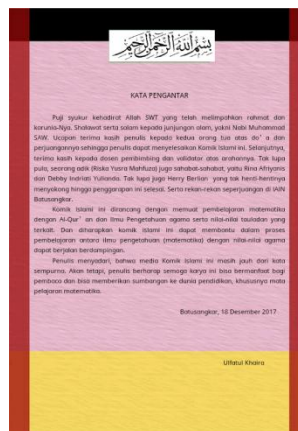 بسم الله الرحمن الرحيم
KATA PENGANTAR
Puji syukur kehadirat Allah SWT yang telah melimpahkan rahmat dan
karunia-Nya. Shalawat serta salam kepada junjungan alam, yakni Nabi Muhammad
SAW. Ucapan terima kasih penulis kepada kedua orang tua atas do'a dan
perjuangannya sehingga penulis dapat menyelesaikan Komik Islami ini. Selanjutnya,
terima kasih kepada dosen pembimbing dan validator atas arahannya. Tak lupa
pula, seorang adik (Riska Yusra Mahfuza) juga sahabat-sahabat, yaitu Rina Afriyanis
dan Debby Indriati Yulianda. Tak lupa juga Harry Berlian yang tak henti-hentinya
menyokong hingga penggarapan ini selesai. Serta rekan-rekan seperjuangan di IAIN
Batusangkar.
Komik Islami ini dirancang dengan memuat pembelajaran matematika
dengan Al-Qur'an dan Ilmu Pengetahuan agama serta nilai-nilai tauladan yang
terkait. Dan diharapkan komik islami ini dapat membantu dalam proses
pembelajaran antara ilmu pengetahuan (matematika) dengan nilai-nilai agama
dapat berjalan berdampingan.
Penulis menyadari, bahwa media Komik Islami ini masih jauh dari kata
sempurna. Akan tetapi, penulis berharap semoga karya ini bisa bermanfaat bagi
pembaca dan bisa memberikan sumbangan ke dunia pendidikan, khususnya mata
pelajaran matematika.
Batusangkar, 18 Desember 2017
Ulfatul Khaira